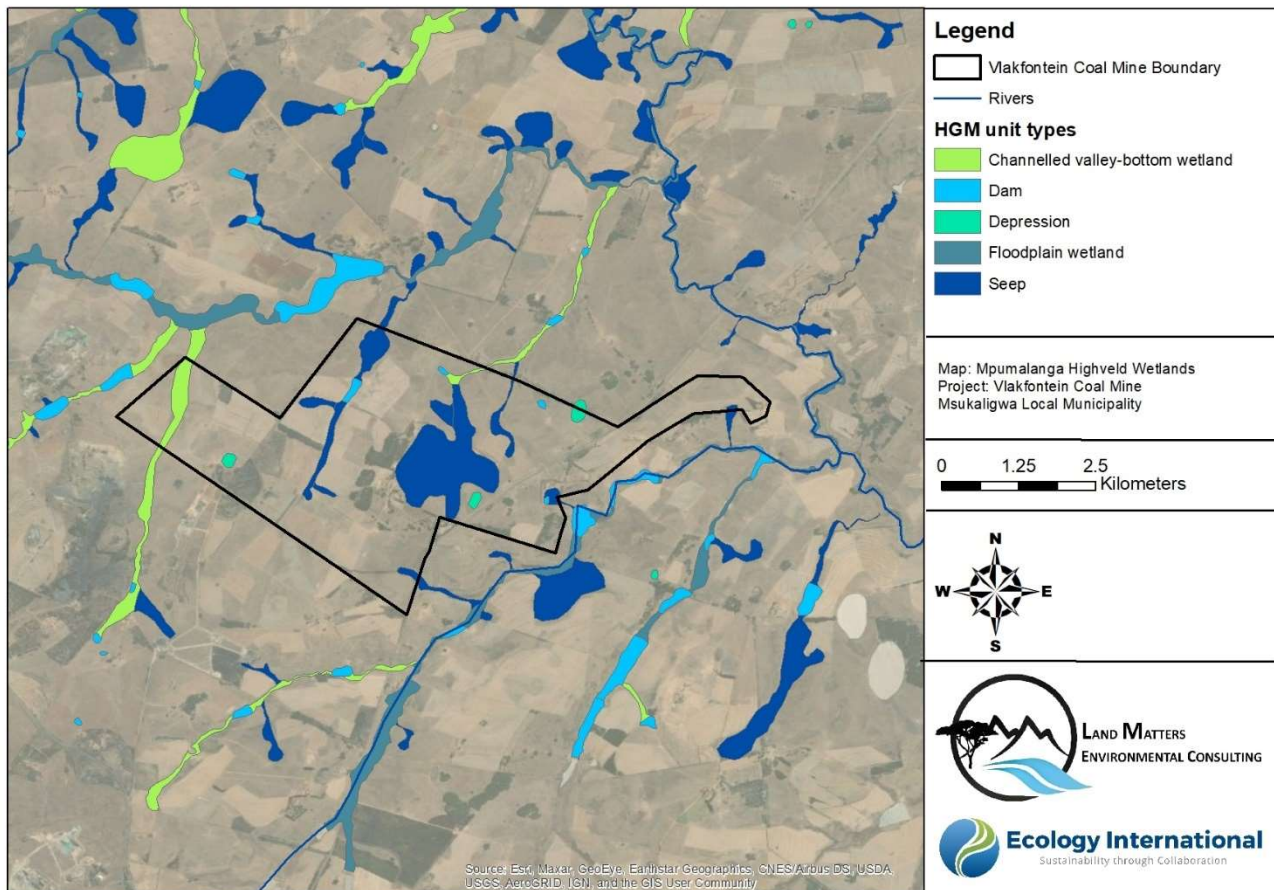 Legend
Vlakfontein Coal Mine Boundary
Rivers
HGM unit types
Channelled valley-bottom wetland
Dam
Depression
Floodplain wetland
Seep
Map: Mpumalanga Highveld Wetlands
Project: Vlakfontein Coal Mine
Msukaligwa Local Municipality
0 1.25 2.5
Kilometers
N
W E
S
LAND MATTERS
ENVIRONMENTAL CONSULTING
Ecology International
Sustainability through Collaboration
Source: Esri, Maxar, GeoEye, Earthstar Geographics, CNES/Airbus DS, USDA,
USGS, AeroGRID, IGN, and the GIS User Community